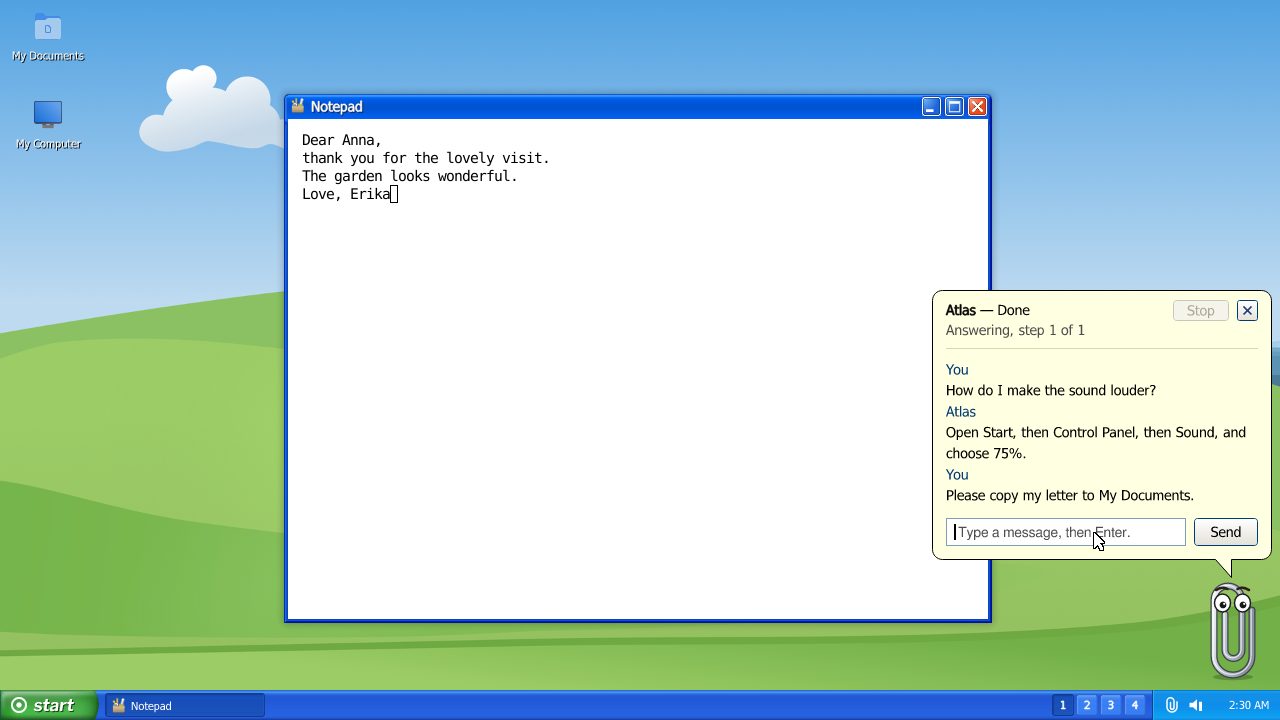 My Documents
My Computer
Notepad
Dear Anna,
thank you for the lovely visit.
The garden looks wonderful.
Love, Erika
Atlas — Done
Stop
Answering, step 1 of 1
You
How do I make the sound louder?
Atlas
Open Start, then Control Panel, then Sound, and
choose 75%.
You
Please copy my letter to My Documents.
Type a message, then Enter.
Send
start
Notepad
1 2 3 4
2:30 AM